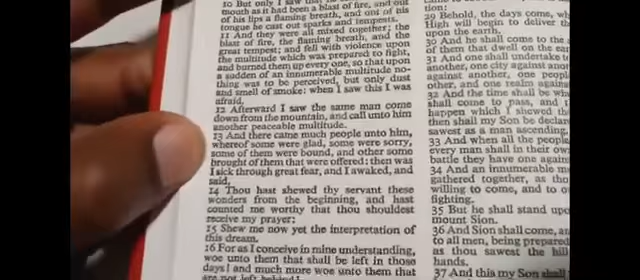 10 But only I saw that he
mouth as it had been a blast of fire, and out
of his lips a flaming breath, and out of his
tongue he cast out sparks and tempests.
11 And they were all mixed together; the
blast of fire, the flaming breath, and the
great tempest; and fell with violence upon
the multitude which was prepared to fight,
and burned them up every one, so that upon
a sudden of an innumerable multitude no-
thing was to be perceived, but only dust
and smell of smoke: when I saw this I was
afraid.
12 Afterward I saw the same man come
down from the mountain, and call unto him
another peaceable multitude.
13 And there came much people unto him,
whereof some were glad, some were sorry,
some of them were bound, and other some
brought of them that were offered: then was
I sick through great fear, and I awaked, and
said,
14 Thou hast shewed thy servant these
wonders from the beginning, and hast
counted me worthy that thou shouldest
receive my prayer:
15 Shew me now yet the interpretation of
this dream.
16 For as I conceive in mine understanding,
woe unto them that shall be left in those
days! and much more woe unto them that
are not left behind!
tion:
29 Behold, the days come, wh
High will begin to deliver the
upon the earth.
30 And he shall come to the
of them that dwell on the ear
31 And one shall undertake t
another, one city against anot
against another, one peopl
other, and one realm agains
32 And the time shall be wh
shall come to pass, and t
happen which I shewed th
then shall my Son be declar
sawest as a man ascending.
33 And when all the people
every man shall in their ow
battle they have one agains
34 And an innumerable m
gathered together, as tho
willing to come, and to o
fighting.
35 But he shall stand upo
mount Sion.
36 And Sion shall come, an
to all men, being prepared
as thou sawest the hill
hands.
37 And this my Son shall